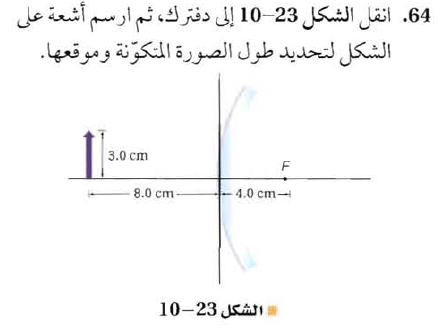 64. انقل الشكل 23-10 إلى دفترك، ثم ارسم أشعة على
الشكل لتحديد طول الصورة المتكوّنة وموقعها.
3.0 cm
F
8.0 cm
4.0 cm
الشكل 23-10